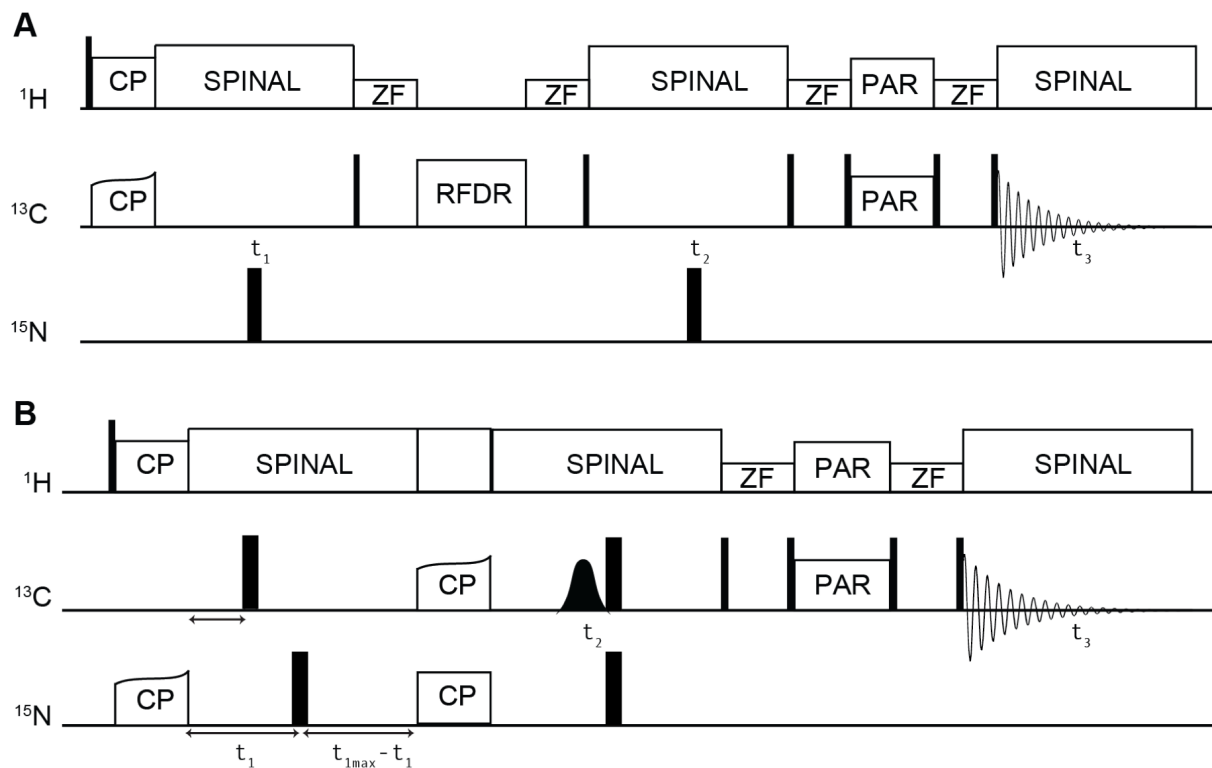 A
¹H CP SPINAL ZF ZF SPINAL ZF PAR ZF SPINAL
¹³C CP RFDR PAR
t₁ t₂ t₃
¹⁵N
B
¹H CP SPINAL SPINAL ZF PAR ZF SPINAL
¹³C CP PAR
t₂ t₃
¹⁵N CP CP
t₁ t₁ₘₐₓ - t₁